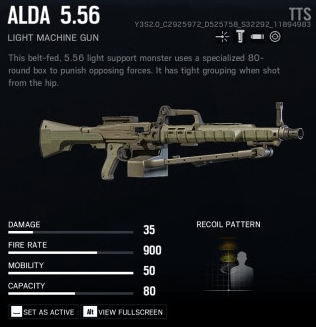 ALDA 5.56
TTS
Y3S2.0_C2925972_D525758_S32292_11894983
LIGHT MACHINE GUN
This belt-fed, 5.56 light support monster uses a specialized 80-
round box to punish opposing forces. It has tight grouping when shot
from the hip.
DAMAGE 35
RECOIL PATTERN
FIRE RATE 900
MOBILITY 50
CAPACITY 80
SET AS ACTIVE
Alt VIEW FULLSCREEN